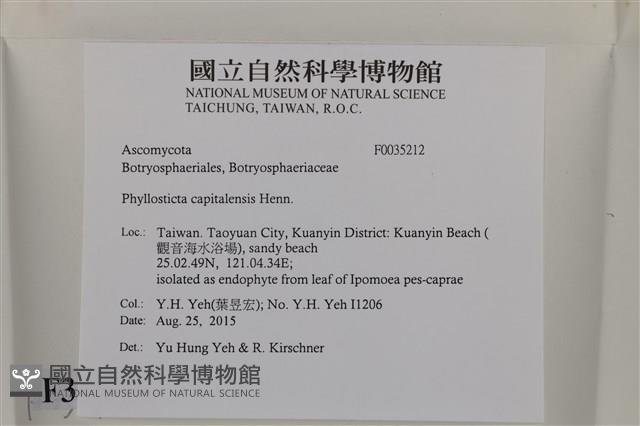 國立自然科學博物館
NATIONAL MUSEUM OF NATURAL SCIENCE
TAICHUNG, TAIWAN, R.O.C.
Ascomycota F0035212
Botryosphaeriales, Botryosphaeriaceae
Phyllosticta capitalensis Henn.
Loc.: Taiwan. Taoyuan City, Kuanyin District: Kuanyin Beach (
觀音海水浴場), sandy beach
25.02.49N, 121.04.34E;
isolated as endophyte from leaf of Ipomoea pes-caprae
Col.: Y.H. Yeh(葉昱宏); No. Y.H. Yeh I1206
Date: Aug. 25, 2015
Det.: Yu Hung Yeh & R. Kirschner
國立自然科學博物館
NATIONAL MUSEUM OF NATURAL SCIENCE
F3